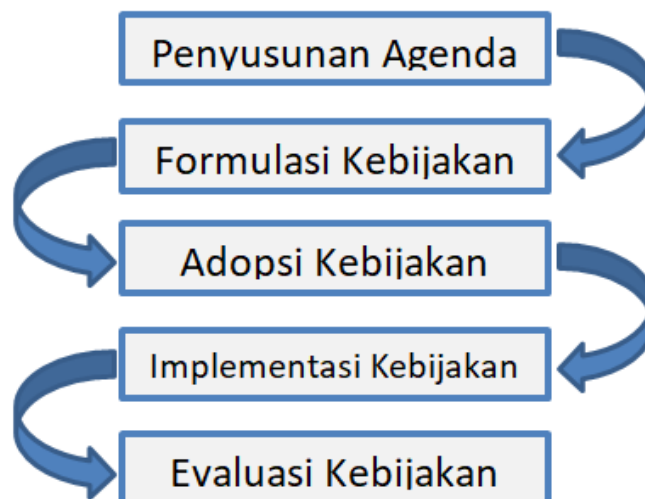 Penyusunan Agenda
Formulasi Kebijakan
Adopsi Kebijakan
Implementasi Kebijakan
Evaluasi Kebijakan